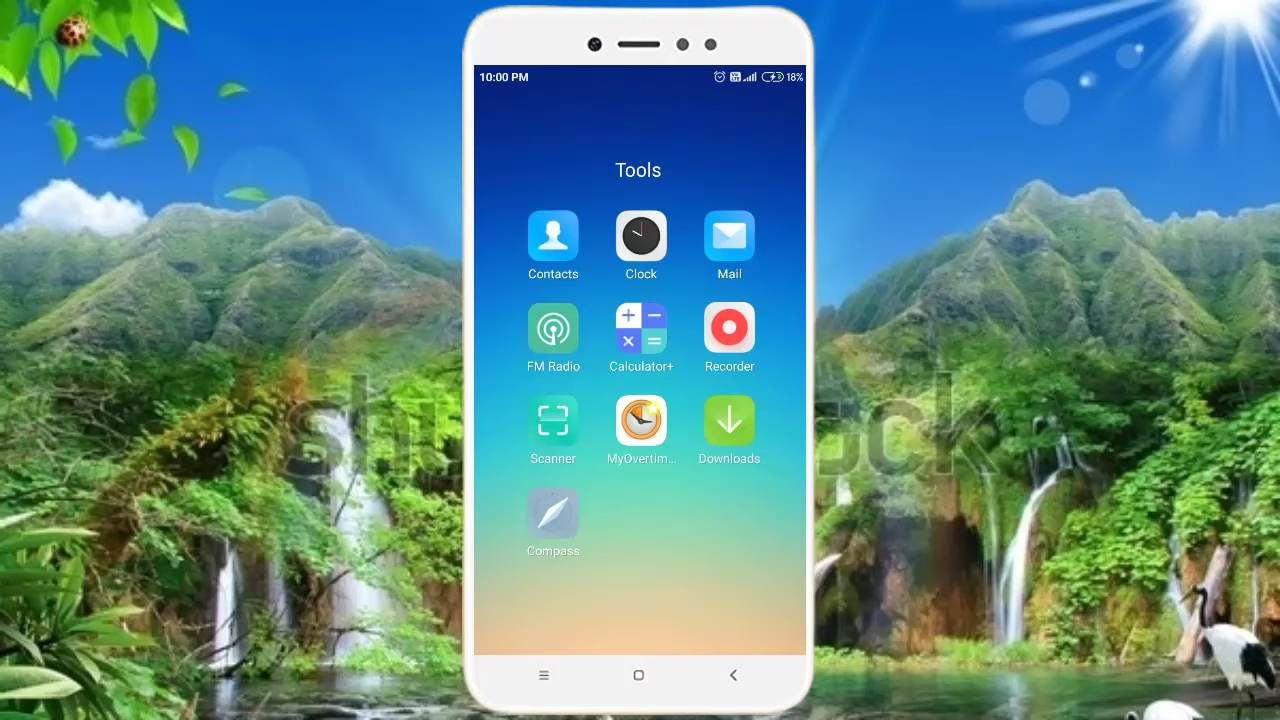 10:00 PM 18%
Tools
Contacts Clock Mail
FM Radio Calculator+ Recorder
Scanner MyOvertim... Downloads
Compass